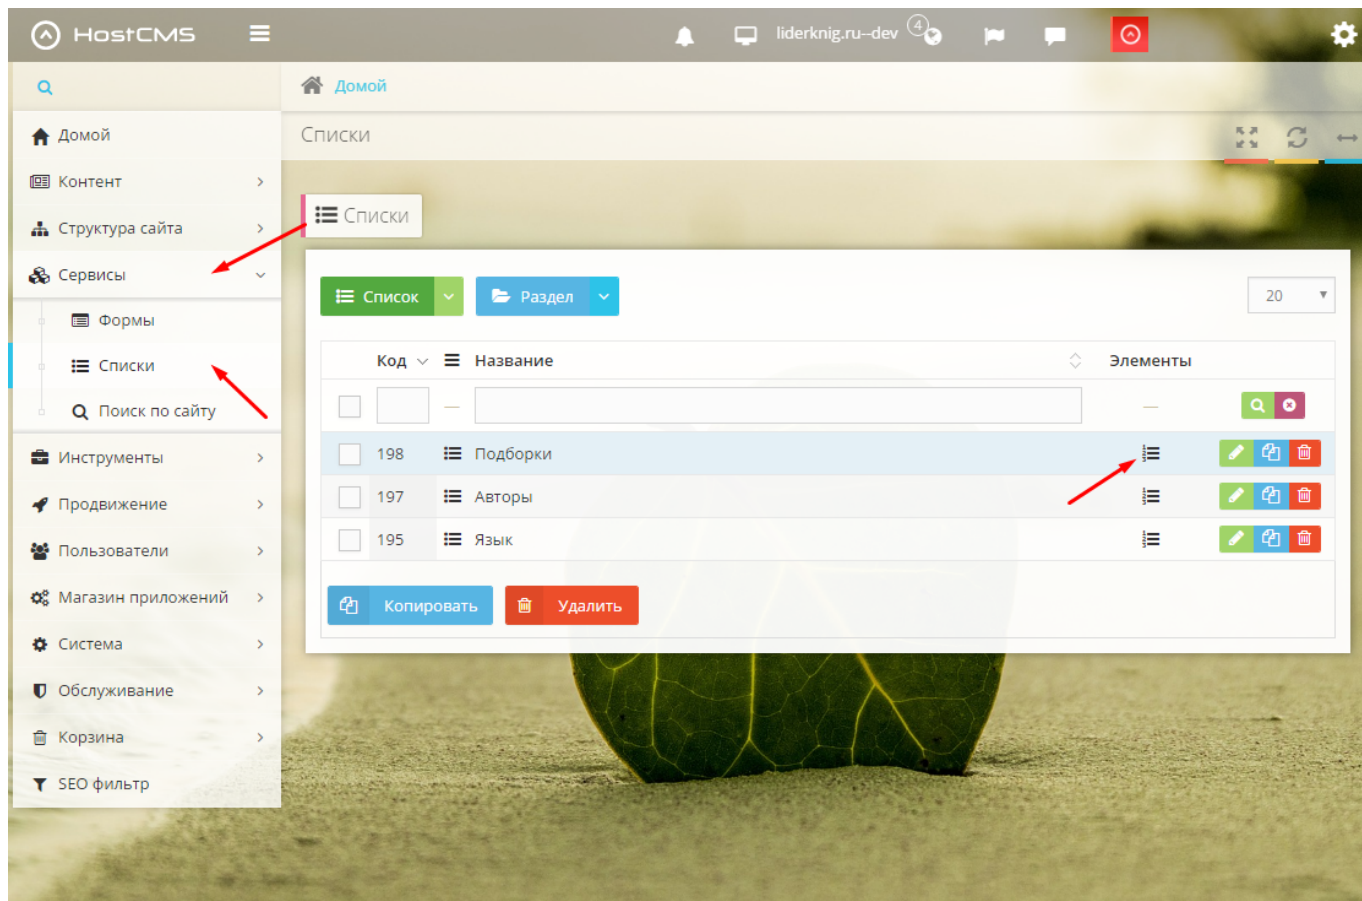 HostCMS
liderknig.ru--dev 4
Домой
Домой
Контент
Структура сайта
Сервисы
Формы
Списки
Поиск по сайту
Инструменты
Продвижение
Пользователи
Магазин приложений
Система
Обслуживание
Корзина
SEO фильтр
Списки
Списки
Список
Раздел
20
Код Название Элементы
— —
198 Подборки
197 Авторы
195 Язык
Копировать Удалить